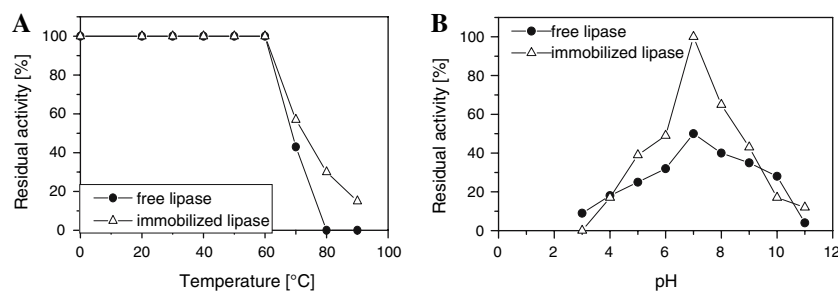 A
Residual activity [%]
100
80
60
40
20
0
free lipase
immobilized lipase
0 20 40 60 80 100
Temperature [°C]
B
Residual activity [%]
100
80
60
40
20
0
free lipase
immobilized lipase
2 4 6 8 10 12
pH